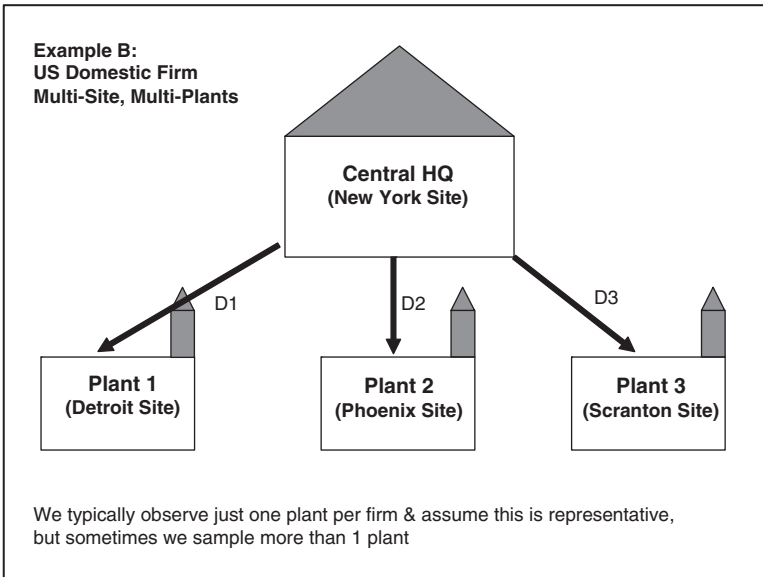 Example B:
US Domestic Firm
Multi-Site, Multi-Plants
Central HQ
(New York Site)
D1
D2
D3
Plant 1
(Detroit Site)
Plant 2
(Phoenix Site)
Plant 3
(Scranton Site)
We typically observe just one plant per firm & assume this is representative,
but sometimes we sample more than 1 plant